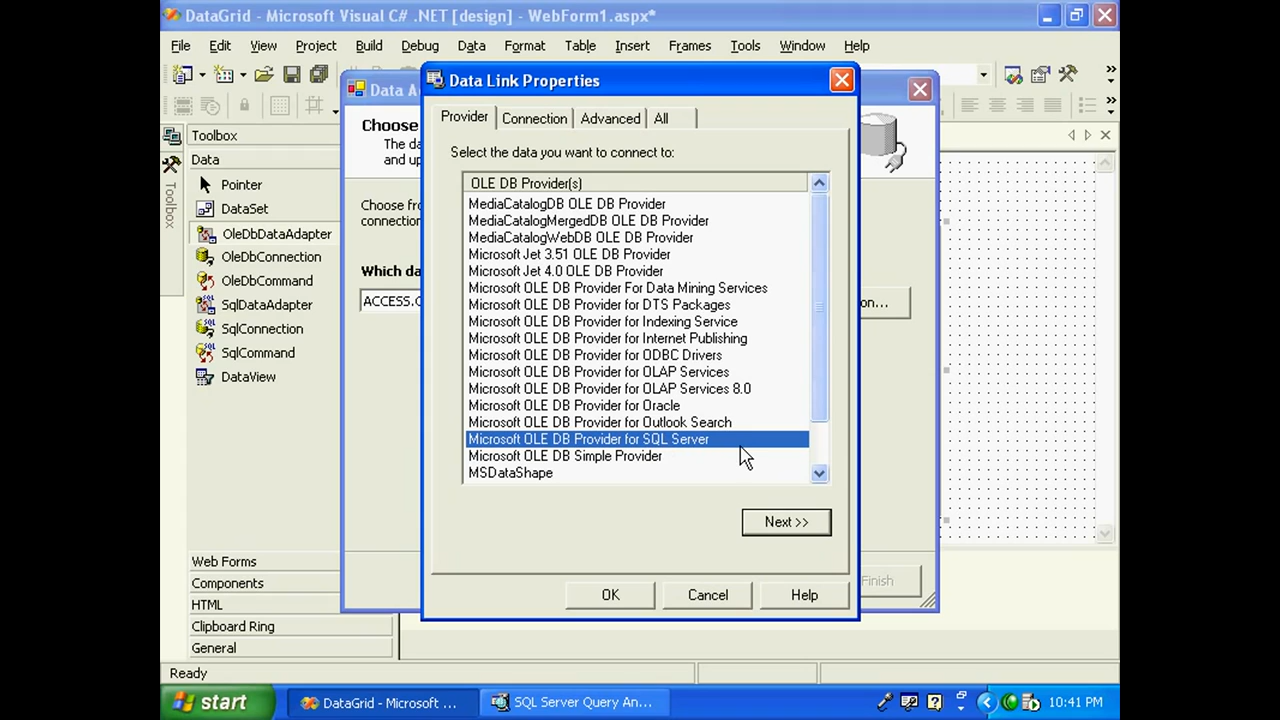 DataGrid - Microsoft Visual C# .NET [design] - WebForm1.aspx*
File Edit View Project Build Debug Data Format Table Insert Frames Tools Window Help
Data Link Properties
Data A
Provider Connection Advanced All
Choose
The da
and up
Select the data you want to connect to:
Toolbox
Toolbox
Data
Pointer
DataSet
OleDbDataAdapter
OleDbConnection
OleDbCommand
SqlDataAdapter
SqlConnection
SqlCommand
DataView
Choose fro
connection
Which da
ACCESS.
on...
OLE DB Provider(s)
MediaCatalogDB OLE DB Provider
MediaCatalogMergedDB OLE DB Provider
MediaCatalogWebDB OLE DB Provider
Microsoft Jet 3.51 OLE DB Provider
Microsoft Jet 4.0 OLE DB Provider
Microsoft OLE DB Provider For Data Mining Services
Microsoft OLE DB Provider for DTS Packages
Microsoft OLE DB Provider for Indexing Service
Microsoft OLE DB Provider for Internet Publishing
Microsoft OLE DB Provider for ODBC Drivers
Microsoft OLE DB Provider for OLAP Services
Microsoft OLE DB Provider for OLAP Services 8.0
Microsoft OLE DB Provider for Oracle
Microsoft OLE DB Provider for Outlook Search
Microsoft OLE DB Provider for SQL Server
Microsoft OLE DB Simple Provider
MSDataShape
Next >>
OK Cancel Help
Finish
Web Forms
Components
HTML
Clipboard Ring
General
Ready
start DataGrid - Microsoft ... SQL Server Query An... 10:41 PM